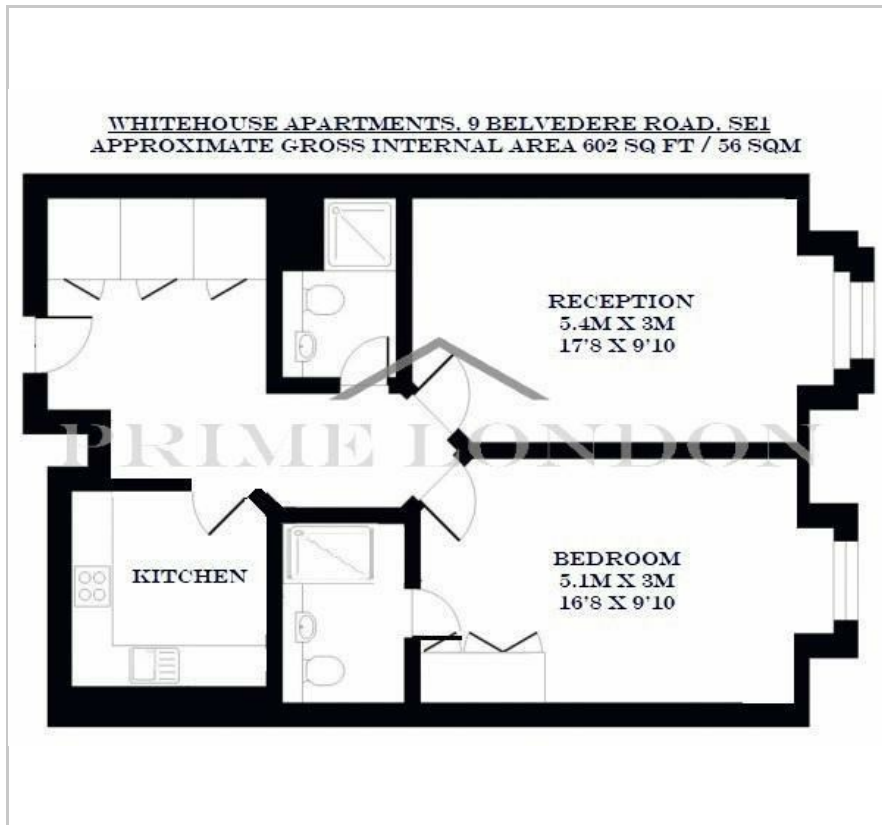 WHITEHOUSE APARTMENTS, 9 BELVEDERE ROAD, SE1
APPROXIMATE GROSS INTERNAL AREA 602 SQ FT / 56 SQM
RECEPTION
5.4M X 3M
17'8 X 9'10
PRIME LONDON
KITCHEN
BEDROOM
5.1M X 3M
16'8 X 9'10